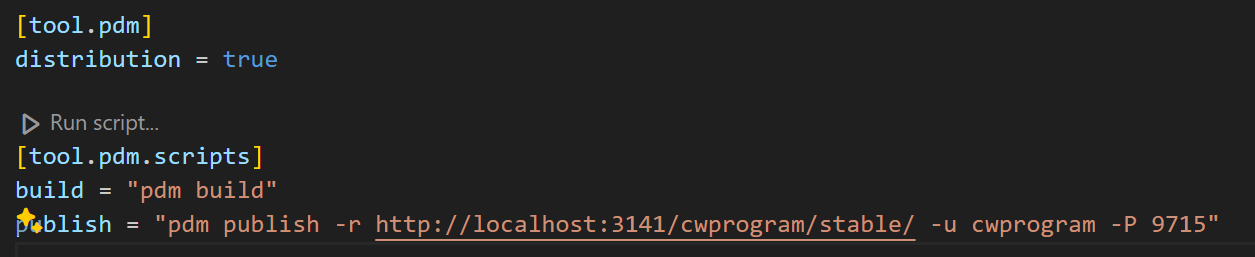 [tool.pdm]
distribution = true
Run script...
[tool.pdm.scripts]
build = "pdm build"
publish = "pdm publish -r http://localhost:3141/cwprogram/stable/ -u cwprogram -P 9715"